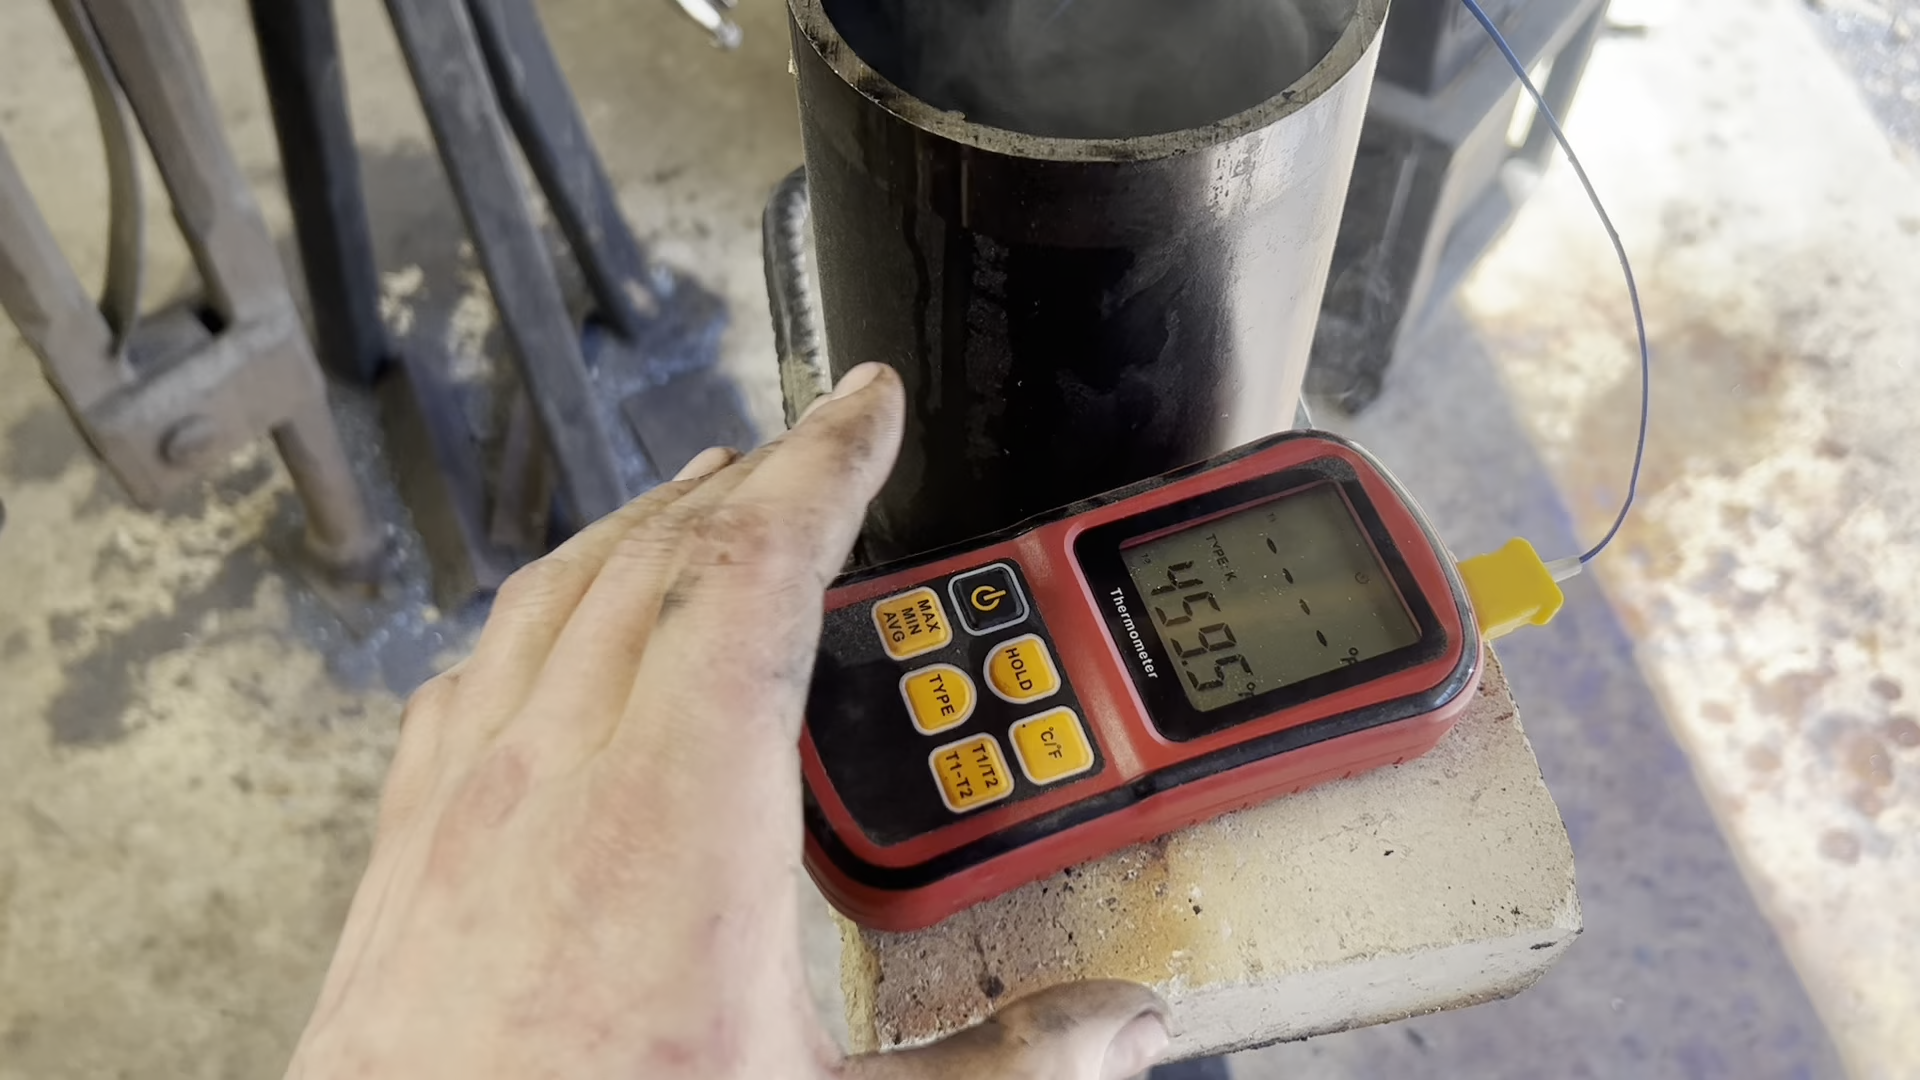 Thermometer
TYPE:K
- - - - °F
459.5 °F
MAX
MIN
AVG
HOLD
TYPE
°C/°F
T1/T2
T1-T2